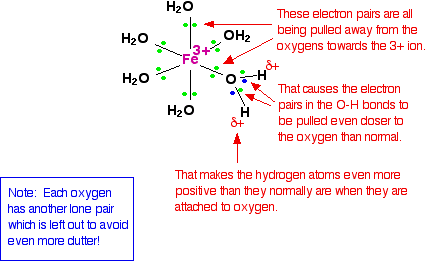 H₂O
These electron pairs are all
being pulled away from the
oxygens towards the 3+ ion.
H₂O
OH₂
3+
Fe
δ+
H₂O
O
H
That causes the electron
pairs in the O-H bonds to
be pulled even closer to
the oxygen than normal.
H₂O
H
δ+
That makes the hydrogen atoms even more
positive than they normally are when they are
attached to oxygen.
Note: Each oxygen
has another lone pair
which is left out to avoid
even more clutter!